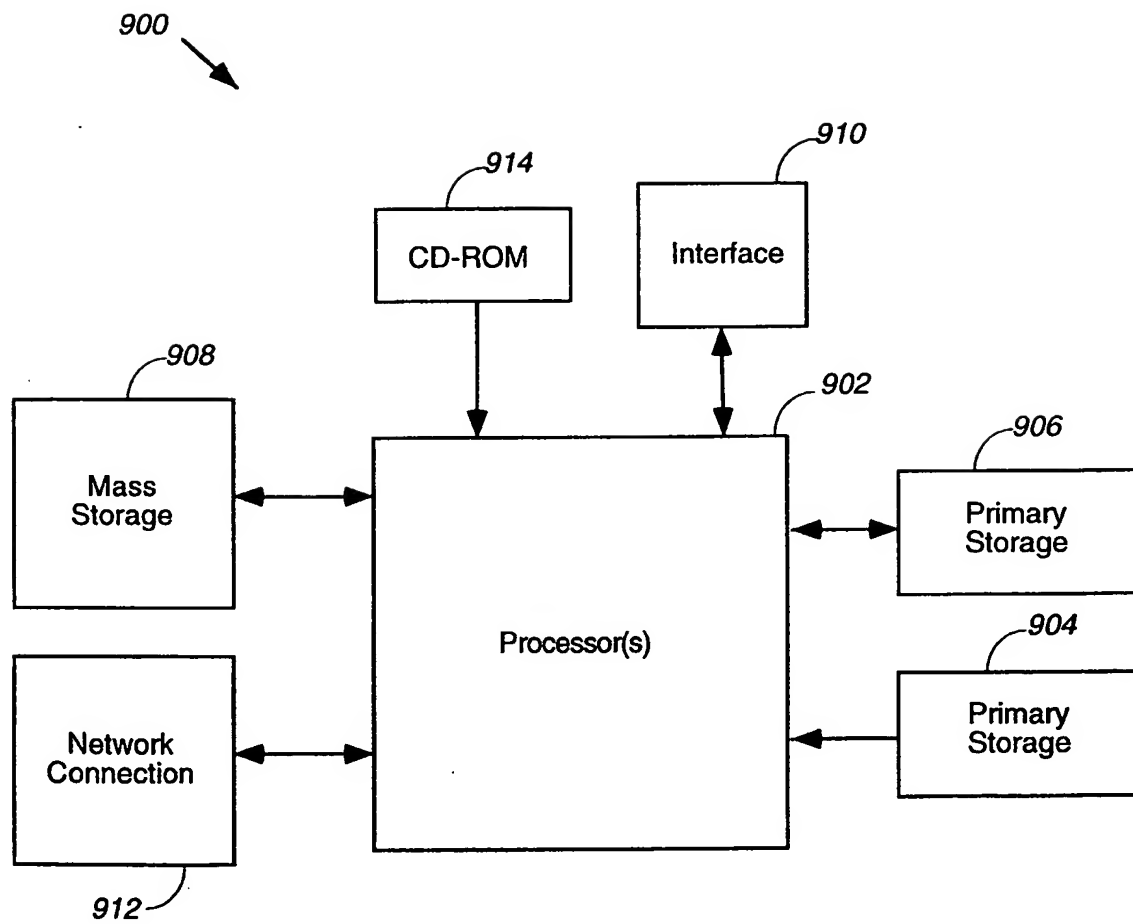 900
914
CD-ROM
910
Interface
908
Mass
Storage
902
906
Primary
Storage
Processor(s)
904
Primary
Storage
Network
Connection
912